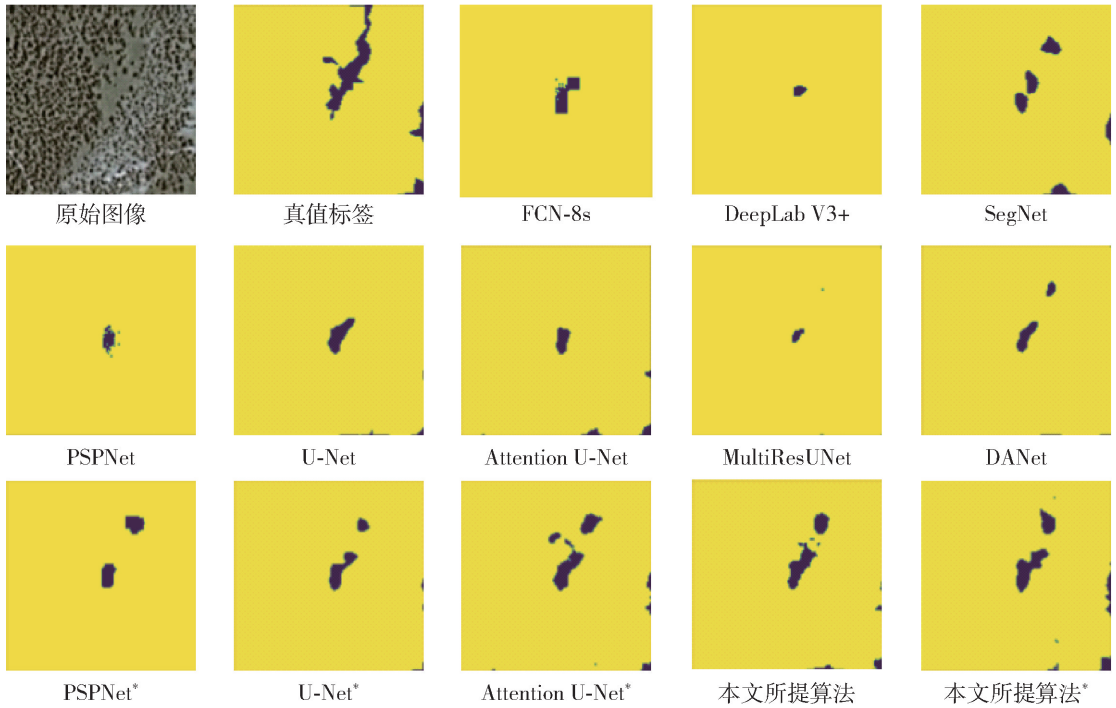 原始图像 真值标签 FCN-8s DeepLab V3+ SegNet
PSPNet U-Net Attention U-Net MultiResUNet DANet
PSPNet* U-Net* Attention U-Net* 本文所提算法 本文所提算法*